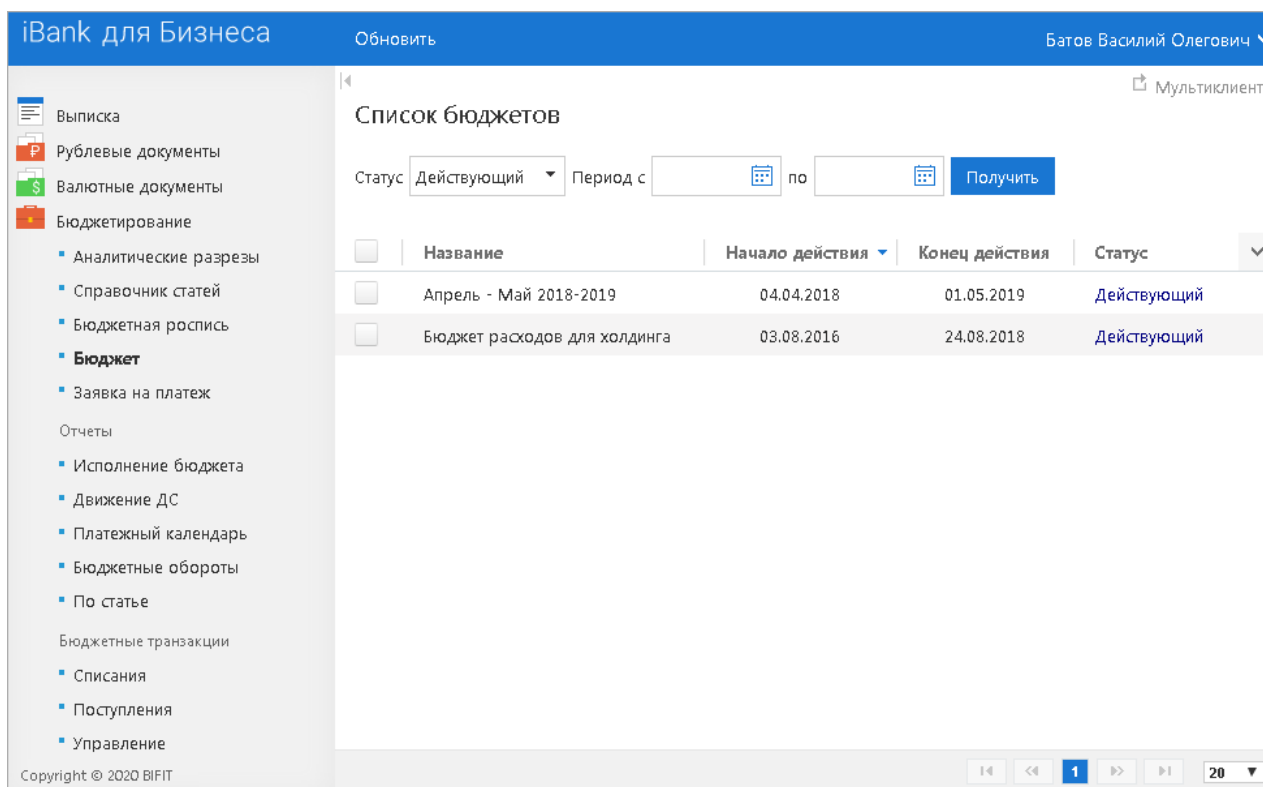 iBank для Бизнеса
Обновить
Батов Василий Олегович
Мультиклиент
Выписка
Рублевые документы
Валютные документы
Бюджетирование
Аналитические разрезы
Справочник статей
Бюджетная роспись
Бюджет
Заявка на платеж
Отчеты
Исполнение бюджета
Движение ДС
Платежный календарь
Бюджетные обороты
По статье
Бюджетные транзакции
Списания
Поступления
Управление
Copyright © 2020 BIFIT
Список бюджетов
Статус Действующий Период с по Получить
Название Начало действия Конец действия Статус
Апрель - Май 2018-2019 04.04.2018 01.05.2019 Действующий
Бюджет расходов для холдинга 03.08.2016 24.08.2018 Действующий
1 20